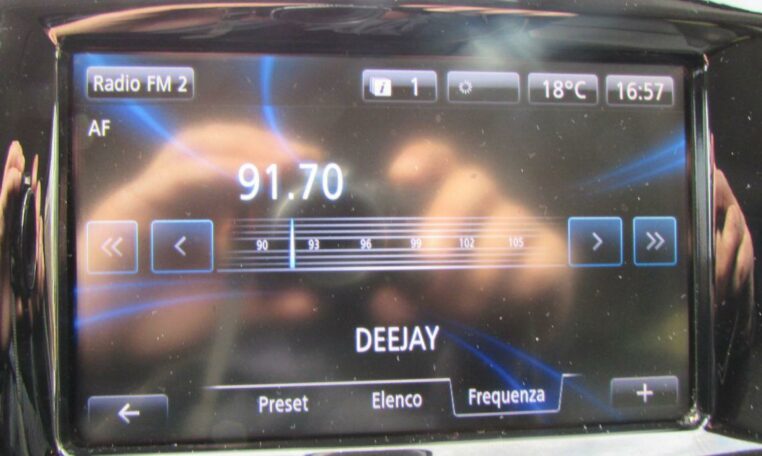 Radio FM 2
i 1
18°C
16:57
AF
91.70
90 93 96 99 102 105
DEEJAY
Preset Elenco Frequenza